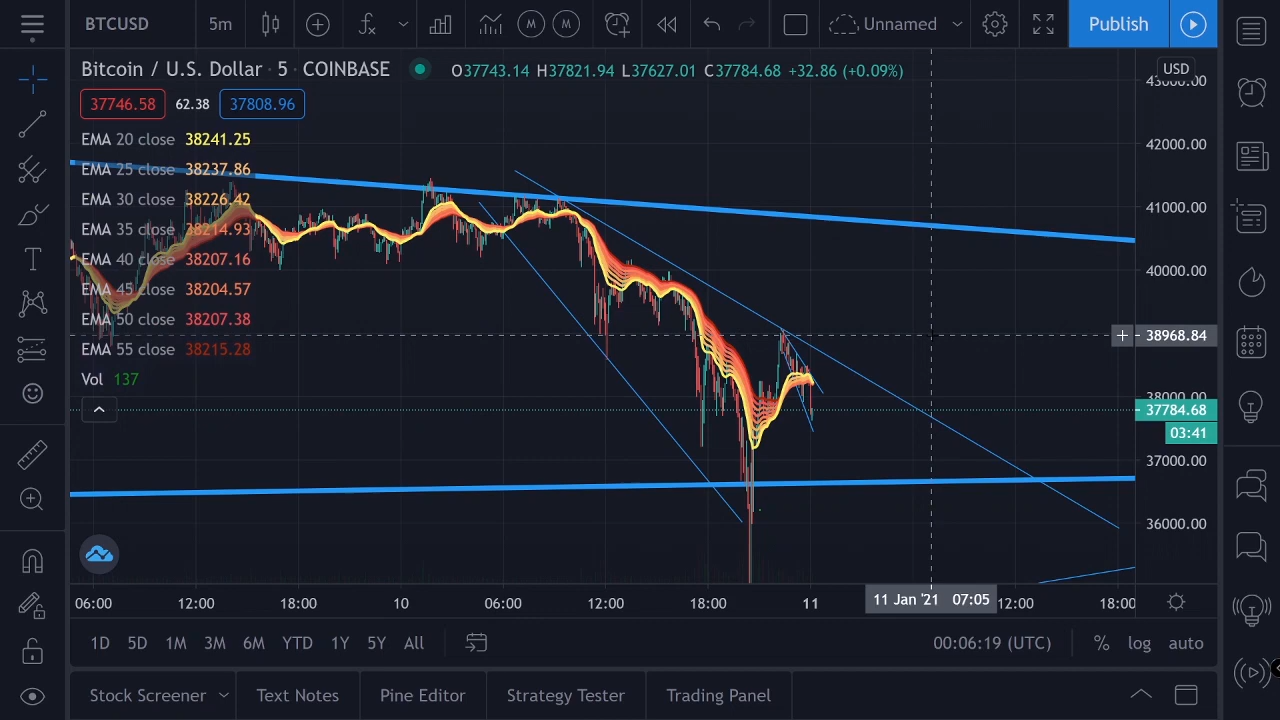 BTCUSD 5m M M Unnamed Publish
Bitcoin / U.S. Dollar · 5 · COINBASE O37743.14 H37821.94 L37627.01 C37784.68 +32.86 (+0.09%) USD
37746.58 62.38 37808.96
EMA 20 close 38241.25
EMA 25 close 38237.86
EMA 30 close 38226.42
EMA 35 close 38214.93
EMA 40 close 38207.16
EMA 45 close 38204.57
EMA 50 close 38207.38
EMA 55 close 38215.28
Vol 137
43000.00
42000.00
41000.00
40000.00
38968.84
38000.00
37784.68
03:41
37000.00
36000.00
06:00 12:00 18:00 10 06:00 12:00 18:00 11 11 Jan '21 07:05 12:00 18:00
1D 5D 1M 3M 6M YTD 1Y 5Y All 00:06:19 (UTC) % log auto
Stock Screener Text Notes Pine Editor Strategy Tester Trading Panel